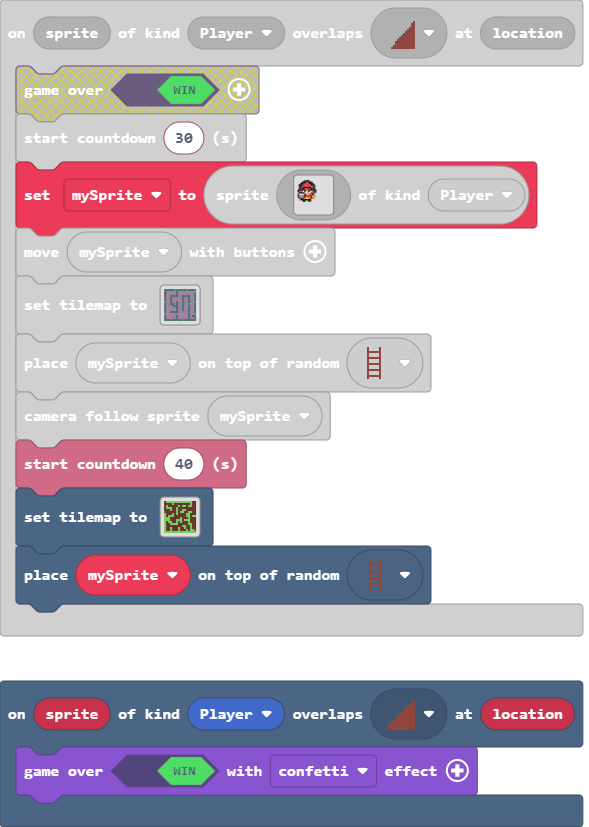 on sprite of kind Player overlaps at location
game over WIN
start countdown 30 (s)
set mySprite to sprite of kind Player
move mySprite with buttons
set tilemap to
place mySprite on top of random
camera follow sprite mySprite
start countdown 40 (s)
set tilemap to
place mySprite on top of random
on sprite of kind Player overlaps at location
game over WIN with confetti effect